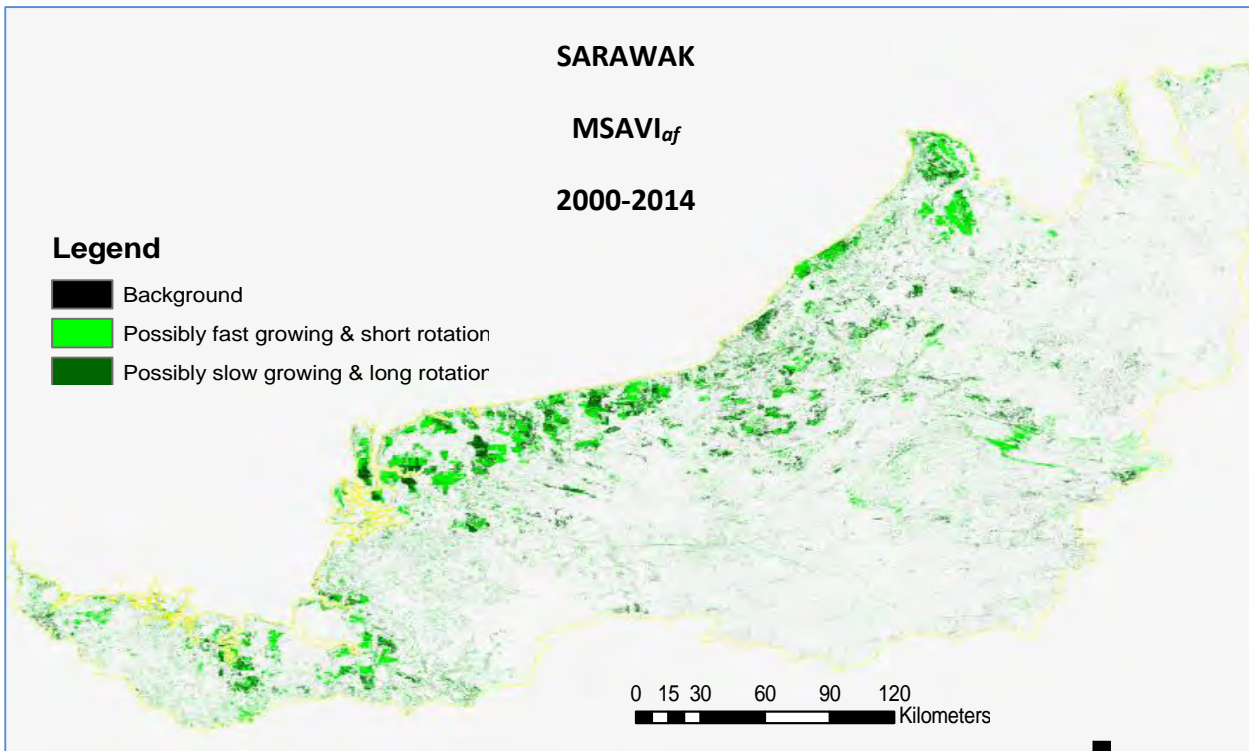 SARAWAK
MSAVIaf
2000-2014
Legend
Background
Possibly fast growing & short rotation
Possibly slow growing & long rotation
0 15 30 60 90 120
Kilometers